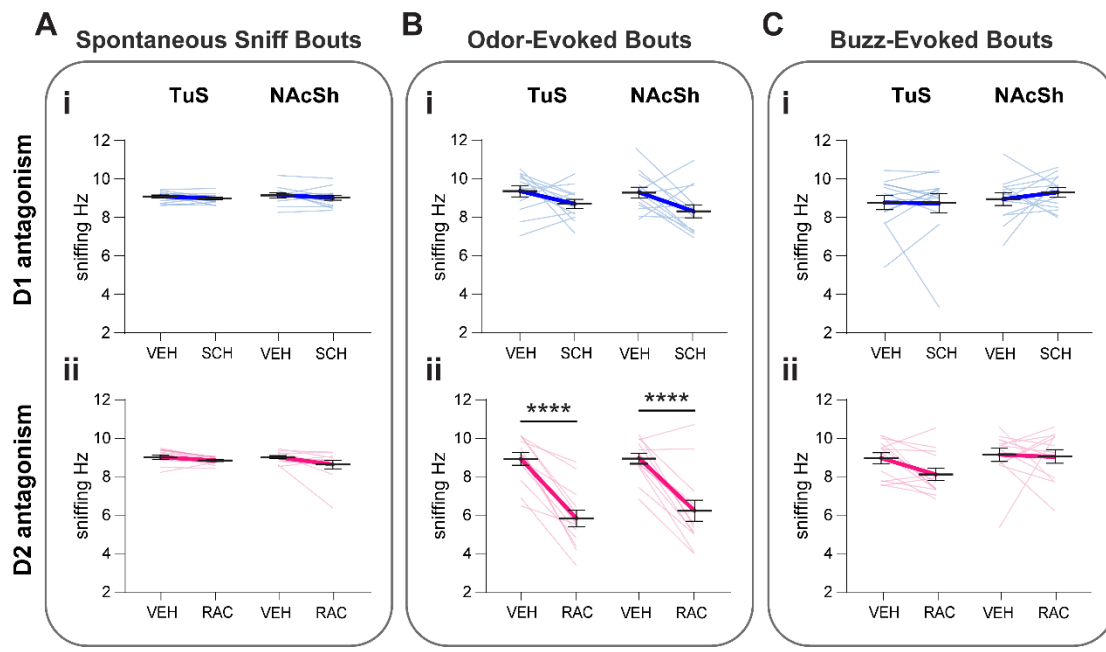 A Spontaneous Sniff Bouts
B Odor-Evoked Bouts
C Buzz-Evoked Bouts
D1 antagonism
i
TuS NAcSh
12
10
8
6
4
2
sniffing Hz
VEH SCH VEH SCH
i
TuS NAcSh
12
10
8
6
4
2
sniffing Hz
VEH SCH VEH SCH
i
TuS NAcSh
12
10
8
6
4
2
sniffing Hz
VEH SCH VEH SCH
D2 antagonism
ii
12
10
8
6
4
2
sniffing Hz
VEH RAC VEH RAC
ii
**** ****
12
10
8
6
4
2
sniffing Hz
VEH RAC VEH RAC
ii
12
10
8
6
4
2
sniffing Hz
VEH RAC VEH RAC